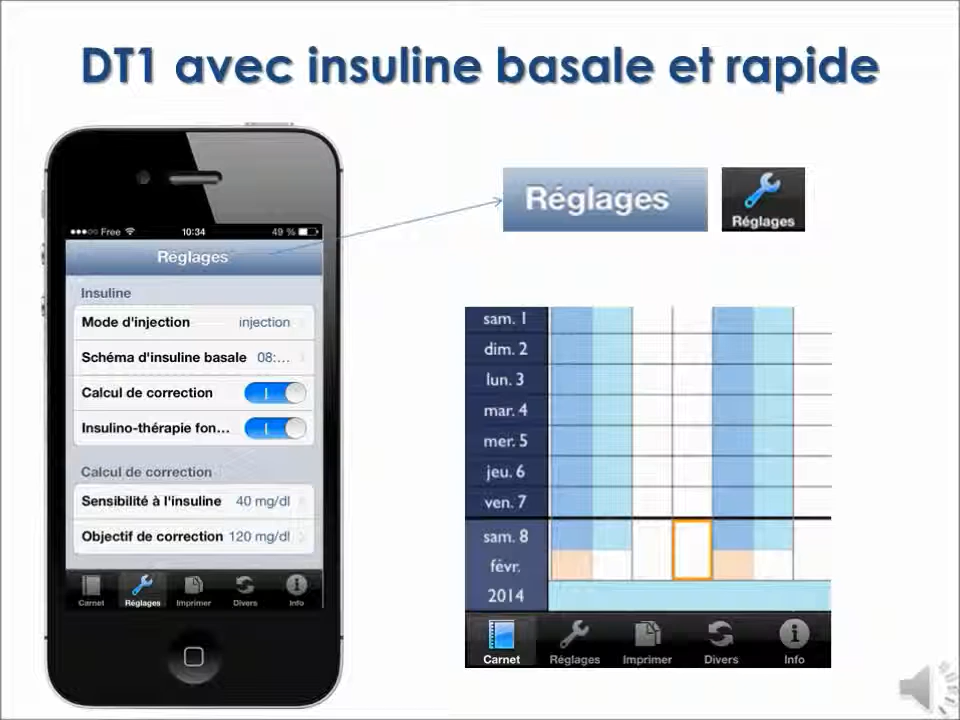 DT1 avec insuline basale et rapide
Free 10:34 49 %
Réglages
Insuline
Mode d'injection injection
Schéma d'insuline basale 08:...
Calcul de correction
Insulino-thérapie fon...
Calcul de correction
Sensibilité à l'insuline 40 mg/dl
Objectif de correction 120 mg/dl
Carnet Réglages Imprimer Divers Info
Réglages
Réglages
sam. 1
dim. 2
lun. 3
mar. 4
mer. 5
jeu. 6
ven. 7
sam. 8
févr.
2014
Carnet Réglages Imprimer Divers Info